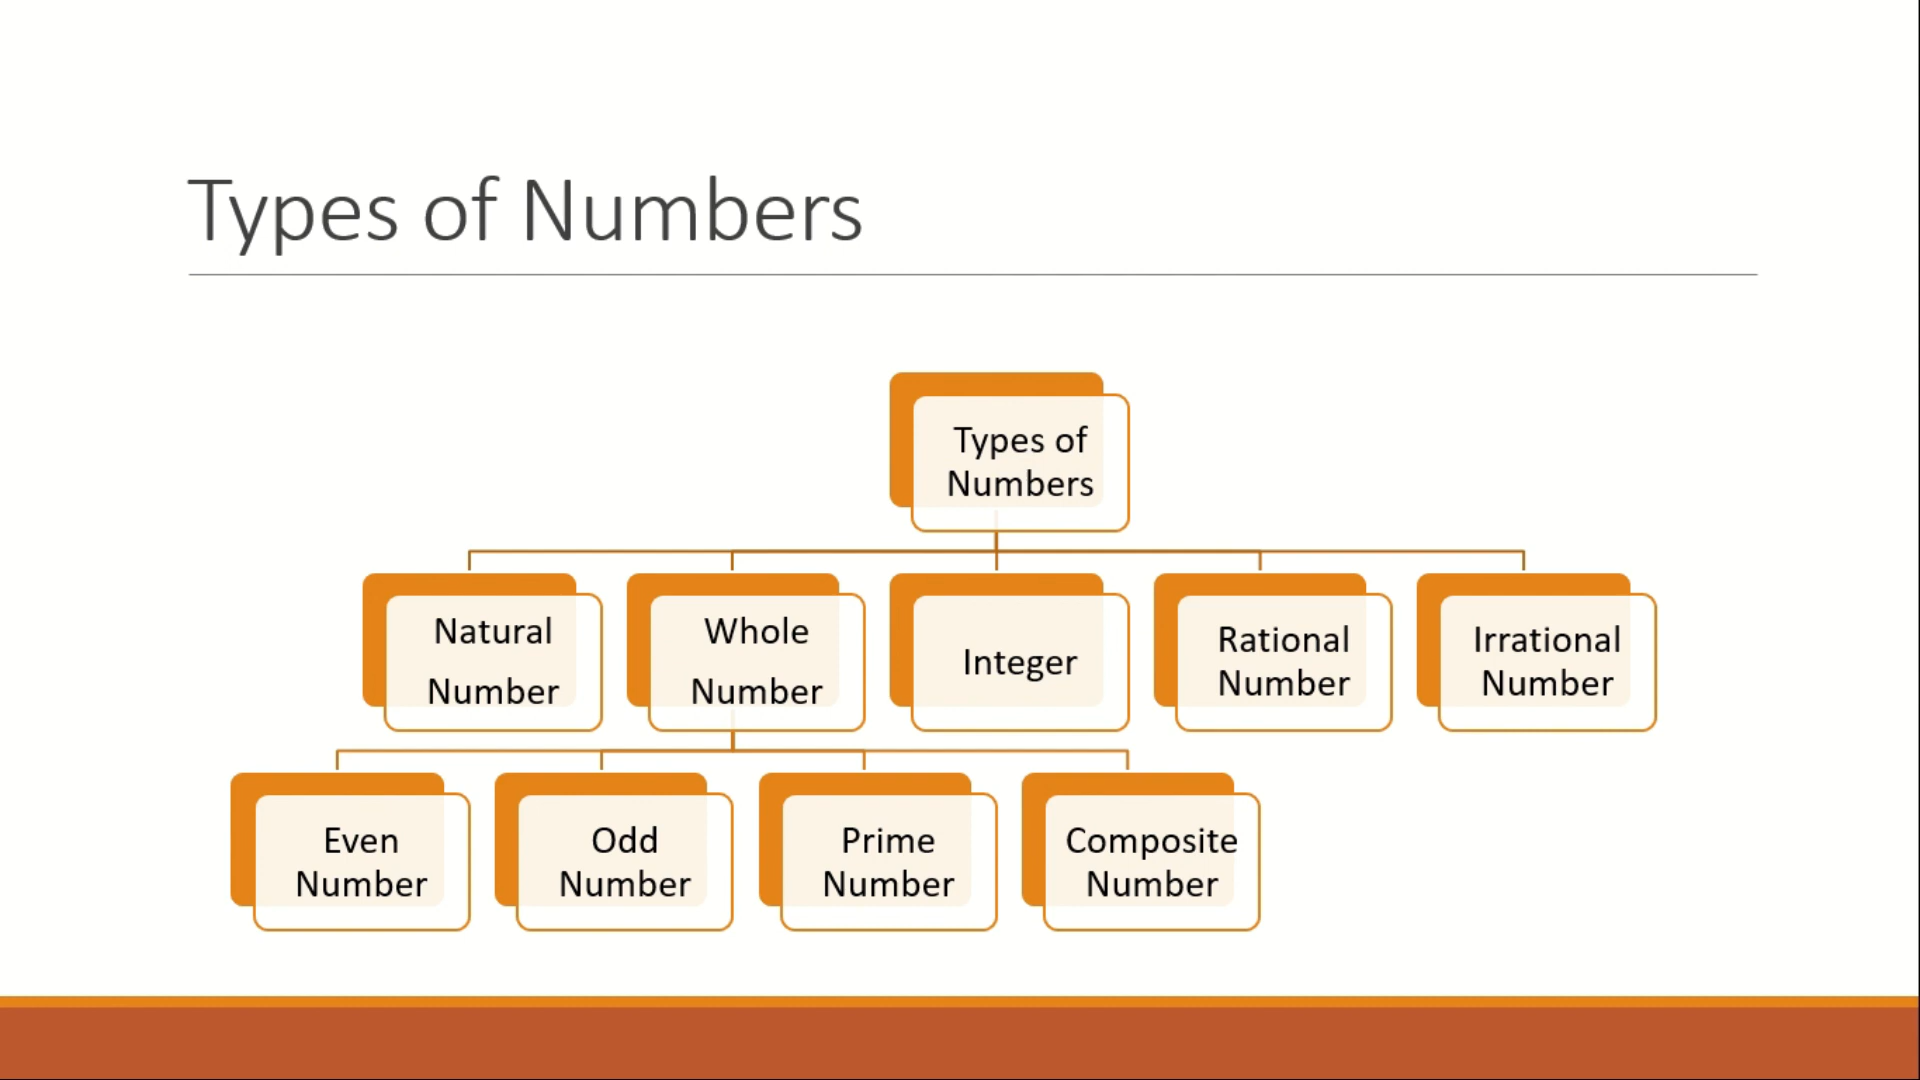 Types of Numbers
Types of
Numbers
Natural
Number
Whole
Number
Integer
Rational
Number
Irrational
Number
Even
Number
Odd
Number
Prime
Number
Composite
Number